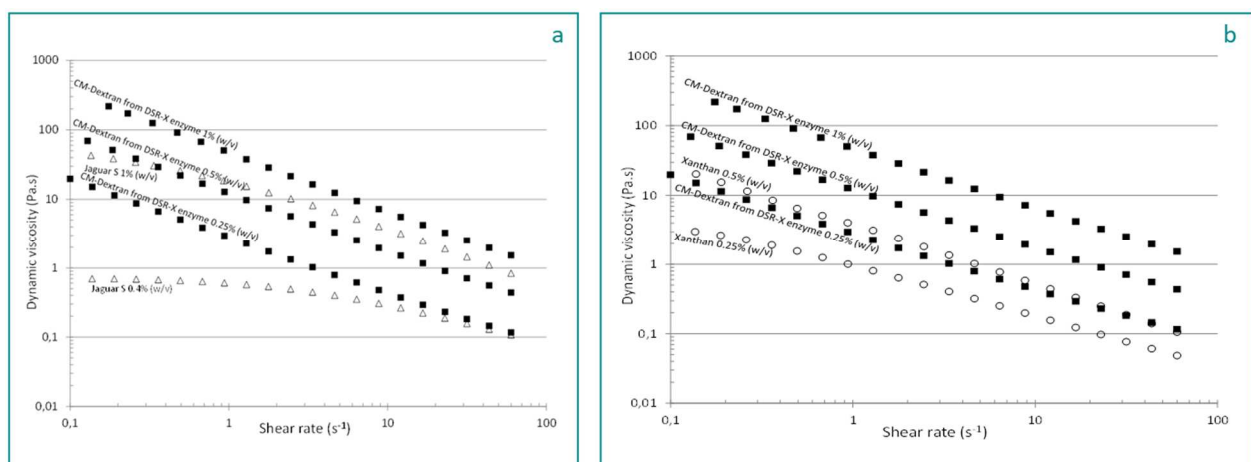 a
1000
100
10
1
0,1
0,01
Dynamic viscosity (Pa.s)
CM-Dextran from DSR-X enzyme 1% (w/v)
CM-Dextran from DSR-X enzyme 0.5% (w/v)
Jaguar S 1% (w/v)
CM-Dextran from DSR-X enzyme 0.25% (w/v)
Jaguar S 0.4% (w/v)
0,1
1
10
100
Shear rate (s⁻¹)
b
1000
100
10
1
0,1
0,01
Dynamic viscosity (Pa.s)
CM-Dextran from DSR-X enzyme 1% (w/v)
CM-Dextran from DSR-X enzyme 0.5% (w/v)
Xanthan 0.5% (w/v)
CM-Dextran from DSR-X enzyme 0.25% (w/v)
Xanthan 0.25% (w/v)
0,1
1
10
100
Shear rate (s⁻¹)